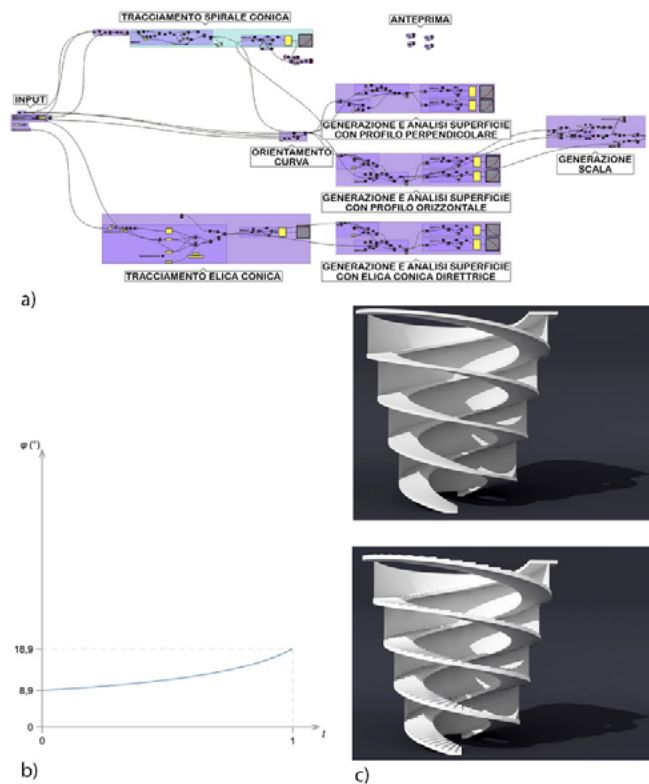 TRACCIAMENTO SPIRALE CONICA
ANTEPRIMA
INPUT
GENERAZIONE E ANALISI SUPERFICIE
CON PROFILO PERPENDICOLARE
ORIENTAMENTO
CURVA
GENERAZIONE
SCALA
GENERAZIONE E ANALISI SUPERFICIE
CON PROFILO ORIZZONTALE
TRACCIAMENTO ELICA CONICA
GENERAZIONE E ANALISI SUPERFICIE
CON ELICA CONICA DIRETTRICE
a)
φ (°)
18,9
8,9
0
0
1
t
b)
c)